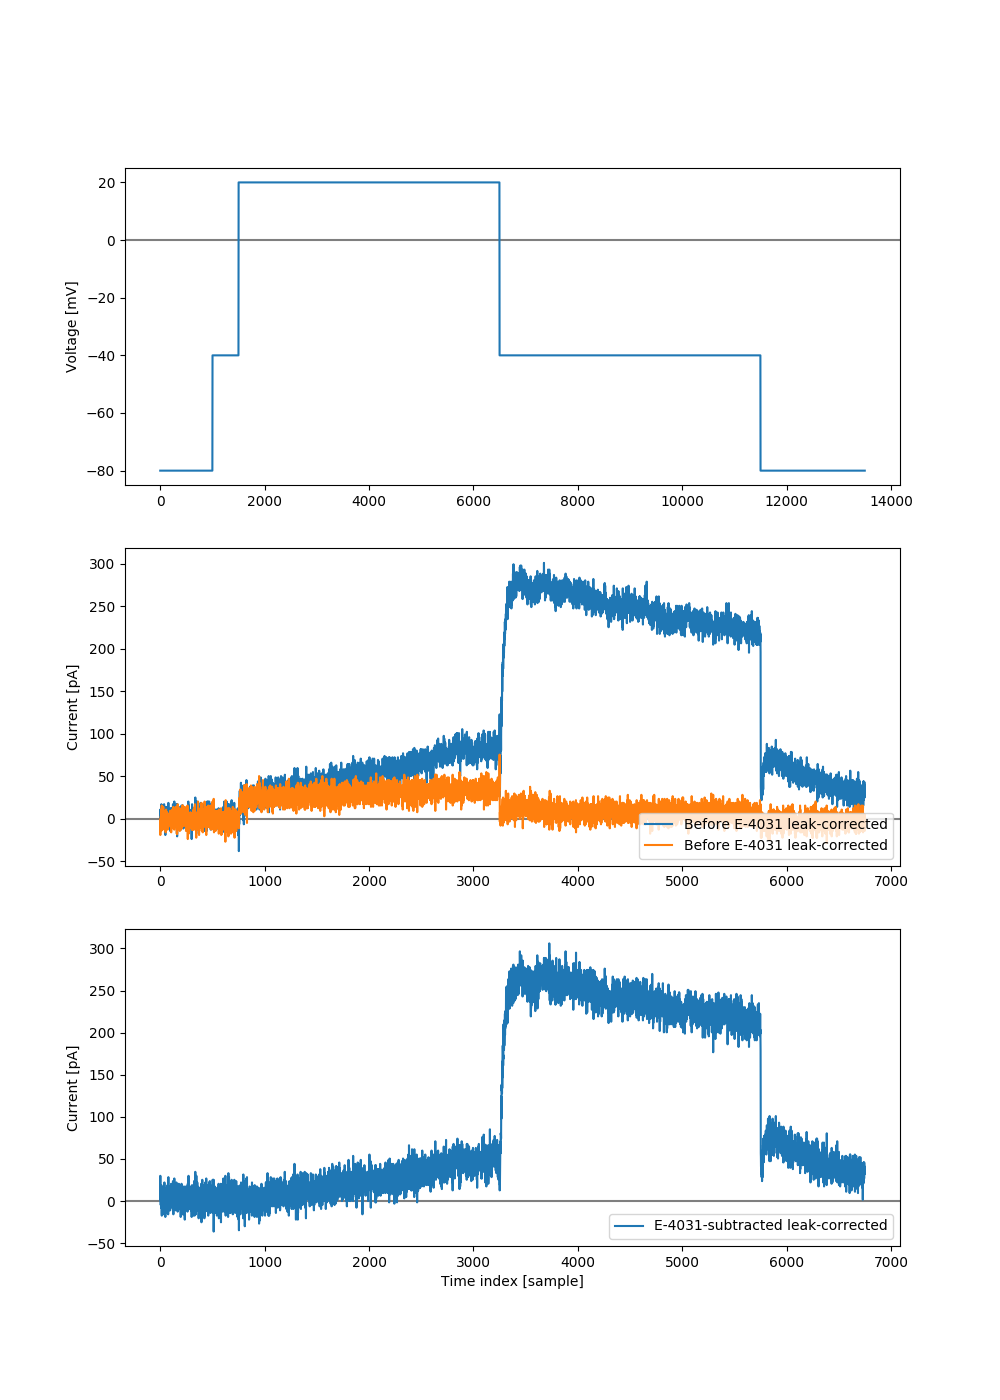 20
0
−20
−40
−60
−80
Voltage [mV]
0 2000 4000 6000 8000 10000 12000 14000
300
250
200
150
100
50
0
−50
Current [pA]
Before E-4031 leak-corrected
Before E-4031 leak-corrected
0 1000 2000 3000 4000 5000 6000 7000
300
250
200
150
100
50
0
−50
Current [pA]
E-4031-subtracted leak-corrected
0 1000 2000 3000 4000 5000 6000 7000
Time index [sample]